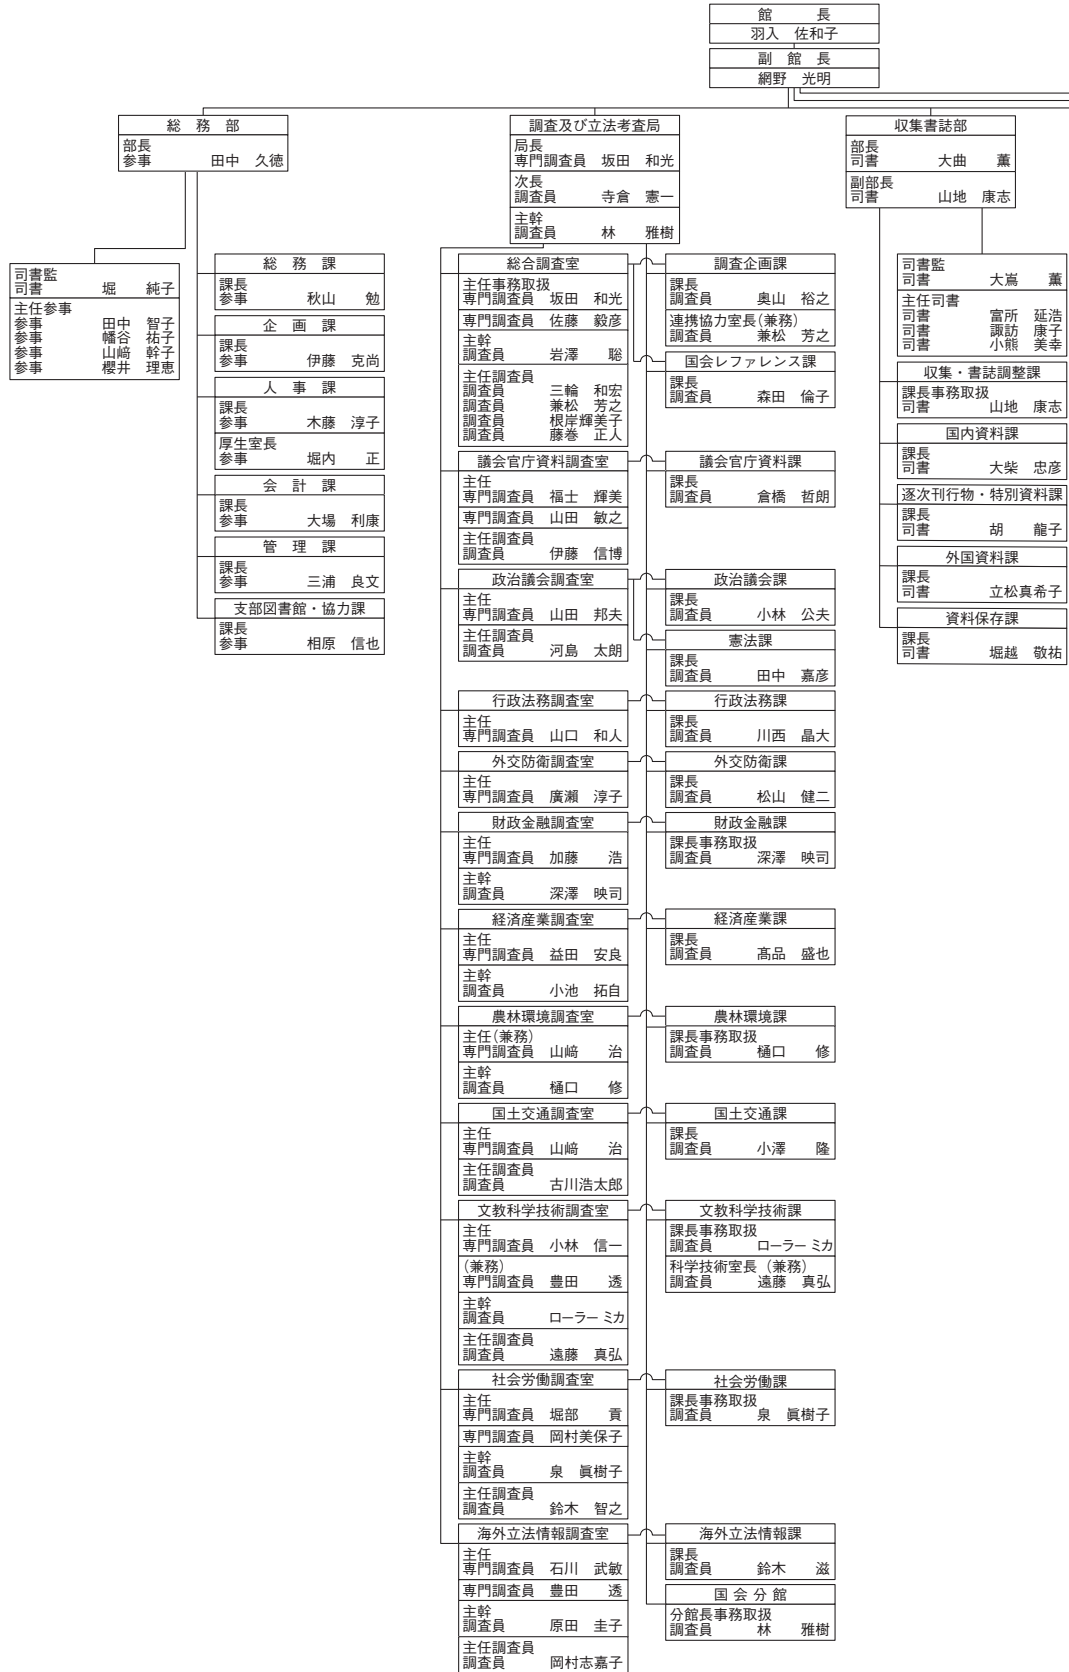 館　長
羽入　佐和子
副　館　長
網野　光明
総　務　部
部長
参事　田中　久徳
司書監
司書　堀　純子
主任参事
参事　田中　智子
参事　幡谷　祐子
参事　山﨑　幹子
参事　櫻井　理恵
総　務　課
課長
参事　秋山　勉
企　画　課
課長
参事　伊藤　克尚
人　事　課
課長
参事　木藤　淳子
厚生室長
参事　堀内　正
会　計　課
課長
参事　大場　利康
管　理　課
課長
参事　三浦　良文
支部図書館・協力課
課長
参事　相原　信也
調査及び立法考査局
局長
専門調査員　坂田　和光
次長
調査員　寺倉　憲一
主幹
調査員　林　雅樹
総合調査室
主任事務取扱
専門調査員　坂田　和光
専門調査員　佐藤　毅彦
主幹
調査員　岩澤　聡
主任調査員
調査員　三輪　和宏
調査員　兼松　芳之
調査員　根岸輝美子
調査員　藤巻　正人
調査企画課
課長
調査員　奥山　裕之
連携協力室長(兼務)
調査員　兼松　芳之
国会レファレンス課
課長
調査員　森田　倫子
議会官庁資料調査室
主任
専門調査員　福士　輝美
専門調査員　山田　敏之
主任調査員
調査員　伊藤　信博
議会官庁資料課
課長
調査員　倉橋　哲朗
政治議会調査室
主任
専門調査員　山田　邦夫
主任調査員
調査員　河島　太朗
政治議会課
課長
調査員　小林　公夫
憲法課
課長
調査員　田中　嘉彦
行政法務調査室
主任
専門調査員　山口　和人
行政法務課
課長
調査員　川西　晶大
外交防衛調査室
主任
専門調査員　廣瀬　淳子
外交防衛課
課長
調査員　松山　健二
財政金融調査室
主任
専門調査員　加藤　浩
主幹
調査員　深澤　映司
財政金融課
課長事務取扱
調査員　深澤　映司
経済産業調査室
主任
専門調査員　益田　安良
主幹
調査員　小池　拓自
経済産業課
課長
調査員　髙品　盛也
農林環境調査室
主任(兼務)
専門調査員　山﨑　治
主幹
調査員　樋口　修
農林環境課
課長事務取扱
調査員　樋口　修
国土交通調査室
主任
専門調査員　山﨑　治
主任調査員
調査員　古川浩太郎
国土交通課
課長
調査員　小澤　隆
文教科学技術調査室
主任
専門調査員　小林　信一
(兼務)
専門調査員　豊田　透
主幹
調査員　ローラー ミカ
主任調査員
調査員　遠藤　真弘
文教科学技術課
課長事務取扱
調査員　ローラー ミカ
科学技術室長（兼務）
調査員　遠藤　真弘
社会労働調査室
主任
専門調査員　堀部　貢
専門調査員　岡村美保子
主幹
調査員　泉　眞樹子
主任調査員
調査員　鈴木　智之
社会労働課
課長事務取扱
調査員　泉　眞樹子
海外立法情報調査室
主任
専門調査員　石川　武敏
専門調査員　豊田　透
主幹
調査員　原田　圭子
主任調査員
調査員　岡村志嘉子
海外立法情報課
課長
調査員　鈴木　滋
国 会 分 館
分館長事務取扱
調査員　林　雅樹
収集書誌部
部長
司書　大曲　薫
副部長
司書　山地　康志
司書監
司書　大嶌　薫
主任司書
司書　富所　延浩
司書　諏訪　康子
司書　小熊　美幸
収集・書誌調整課
課長事務取扱
司書　山地　康志
国内資料課
課長
司書　大柴　忠彦
逐次刊行物・特別資料課
課長
司書　胡　龍子
外国資料課
課長
司書　立松真希子
資料保存課
課長
司書　堀越　敬祐